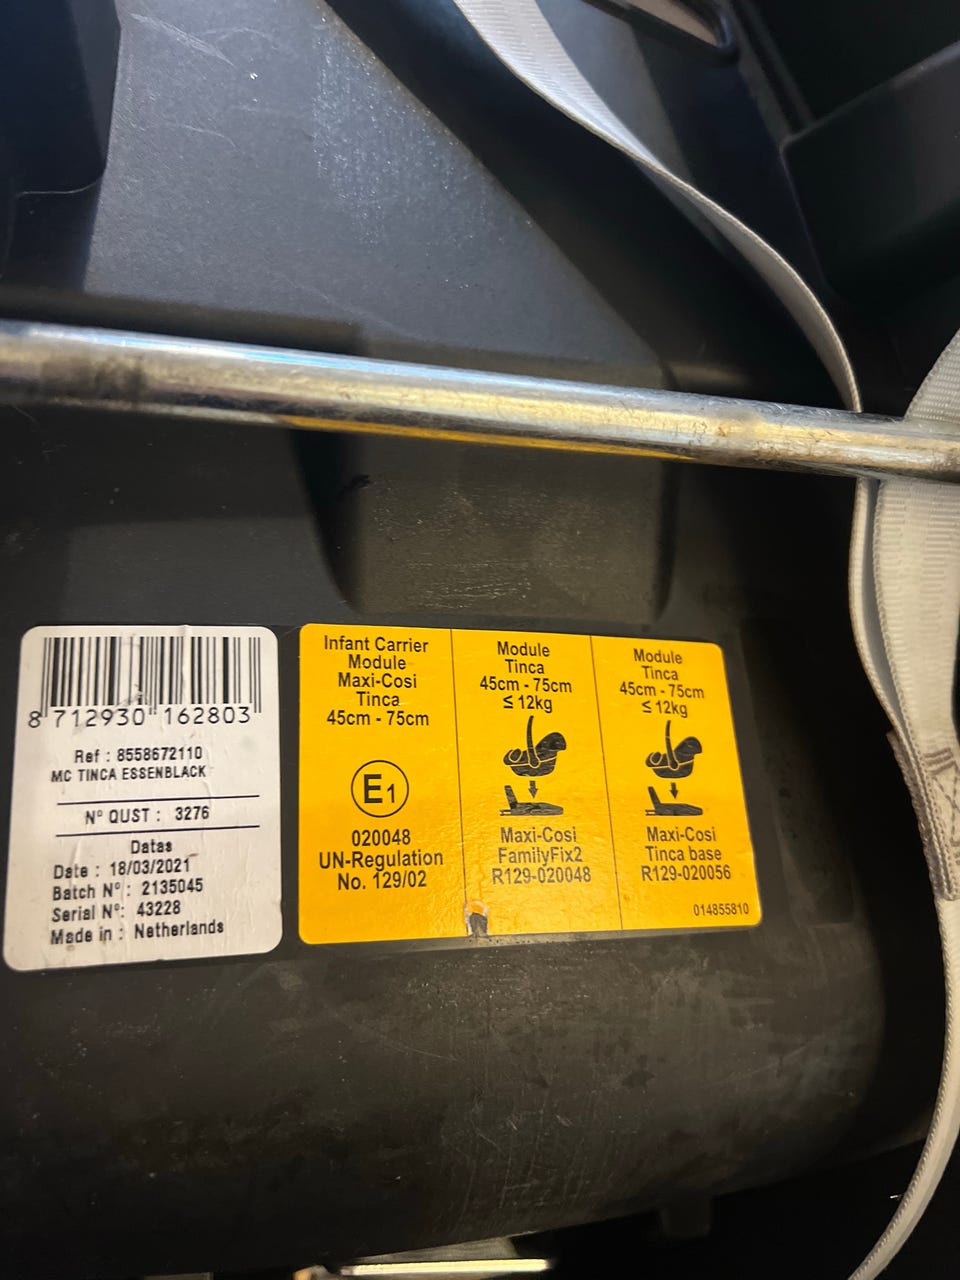 8 712930 162803
Ref : 8558672110
MC TINCA ESSENBLACK
N° QUST : 3276
Datas
Date : 18/03/2021
Batch N° : 2135045
Serial N°: 43228
Made in : Netherlands
Infant Carrier
Module
Maxi-Cosi
Tinca
45cm - 75cm
E1
020048
UN-Regulation
No. 129/02
Module
Tinca
45cm - 75cm
≤ 12kg
Maxi-Cosi
FamilyFix2
R129-020048
Module
Tinca
45cm - 75cm
≤ 12kg
Maxi-Cosi
Tinca base
R129-020056
014855810